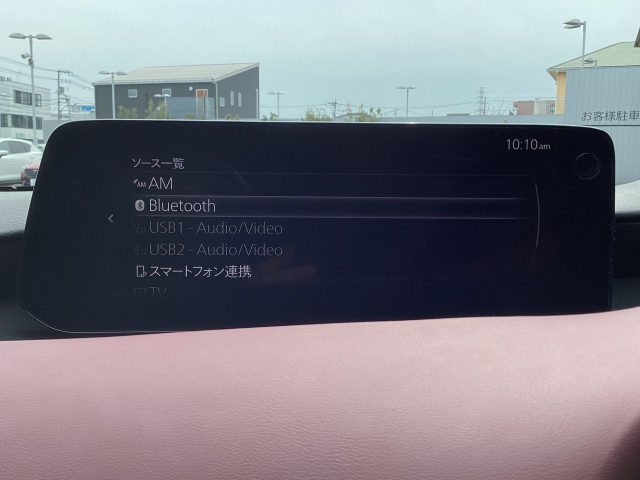 お客様駐車
10:10am
ソース一覧
AM
Bluetooth
USB1 - Audio/Video
USB2 - Audio/Video
スマートフォン連携
TV